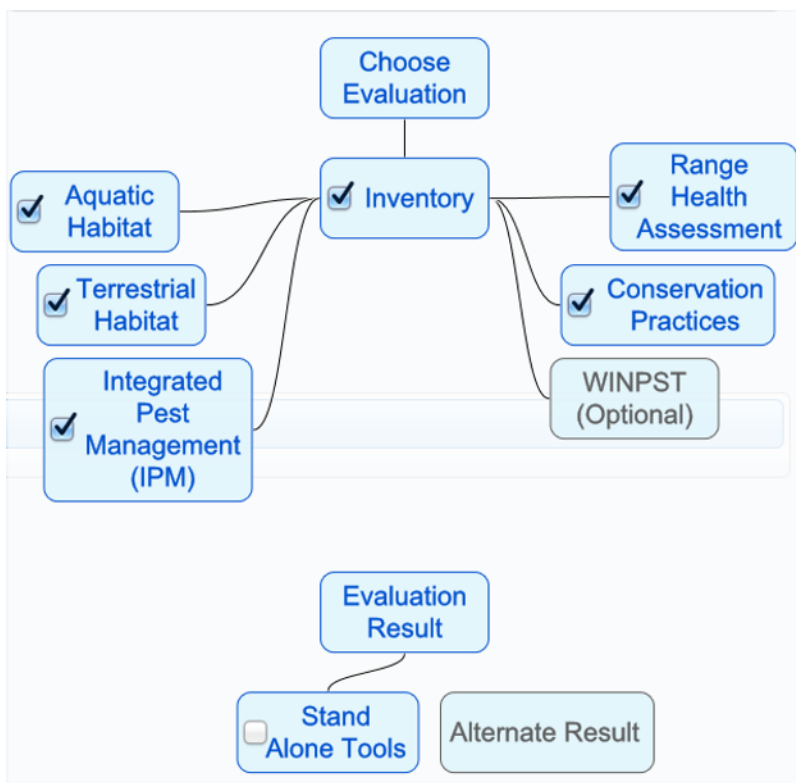 Choose
Evaluation
Inventory
Aquatic
Habitat
Terrestrial
Habitat
Integrated
Pest
Management
(IPM)
Range
Health
Assessment
Conservation
Practices
WINPST
(Optional)
Evaluation
Result
Stand
Alone Tools
Alternate Result